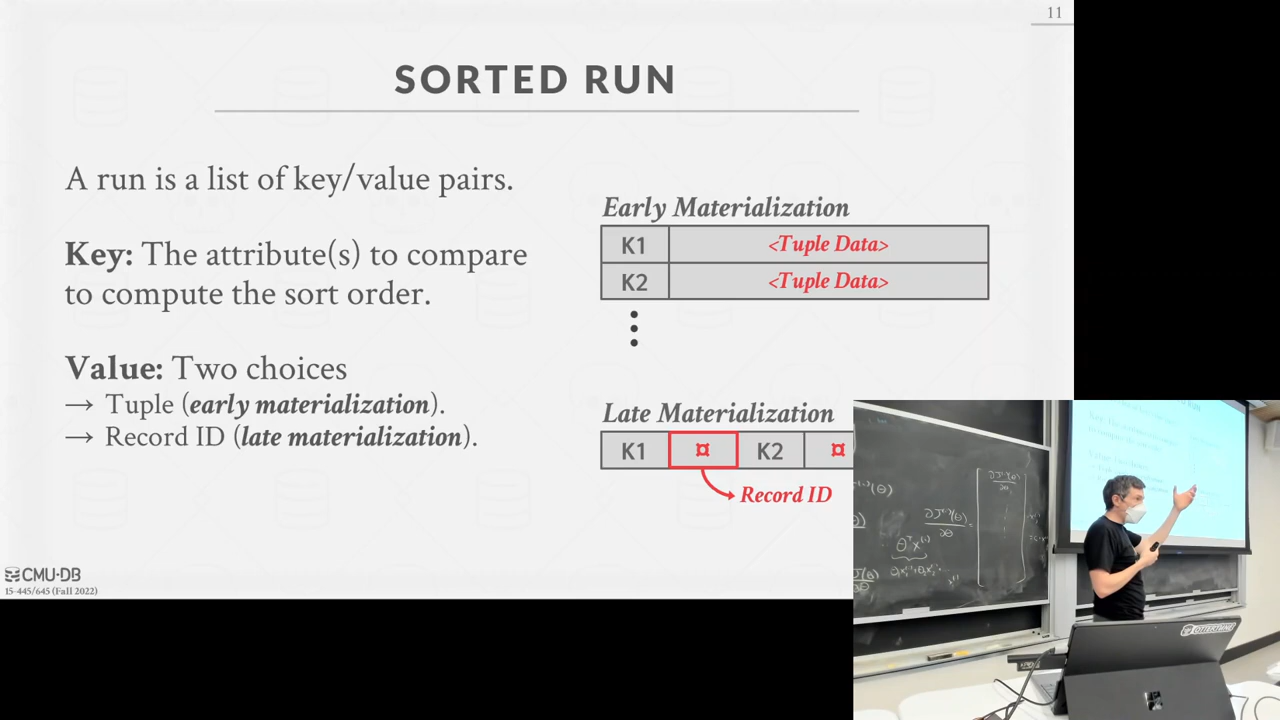 11
SORTED RUN
A run is a list of key/value pairs.
Key: The attribute(s) to compare
to compute the sort order.
Value: Two choices
→ Tuple (early materialization).
→ Record ID (late materialization).
Early Materialization
K1 <Tuple Data>
K2 <Tuple Data>
Late Materialization
K1 ¤ K2 ¤
Record ID
CMU·DB
15-445/645 (Fall 2022)